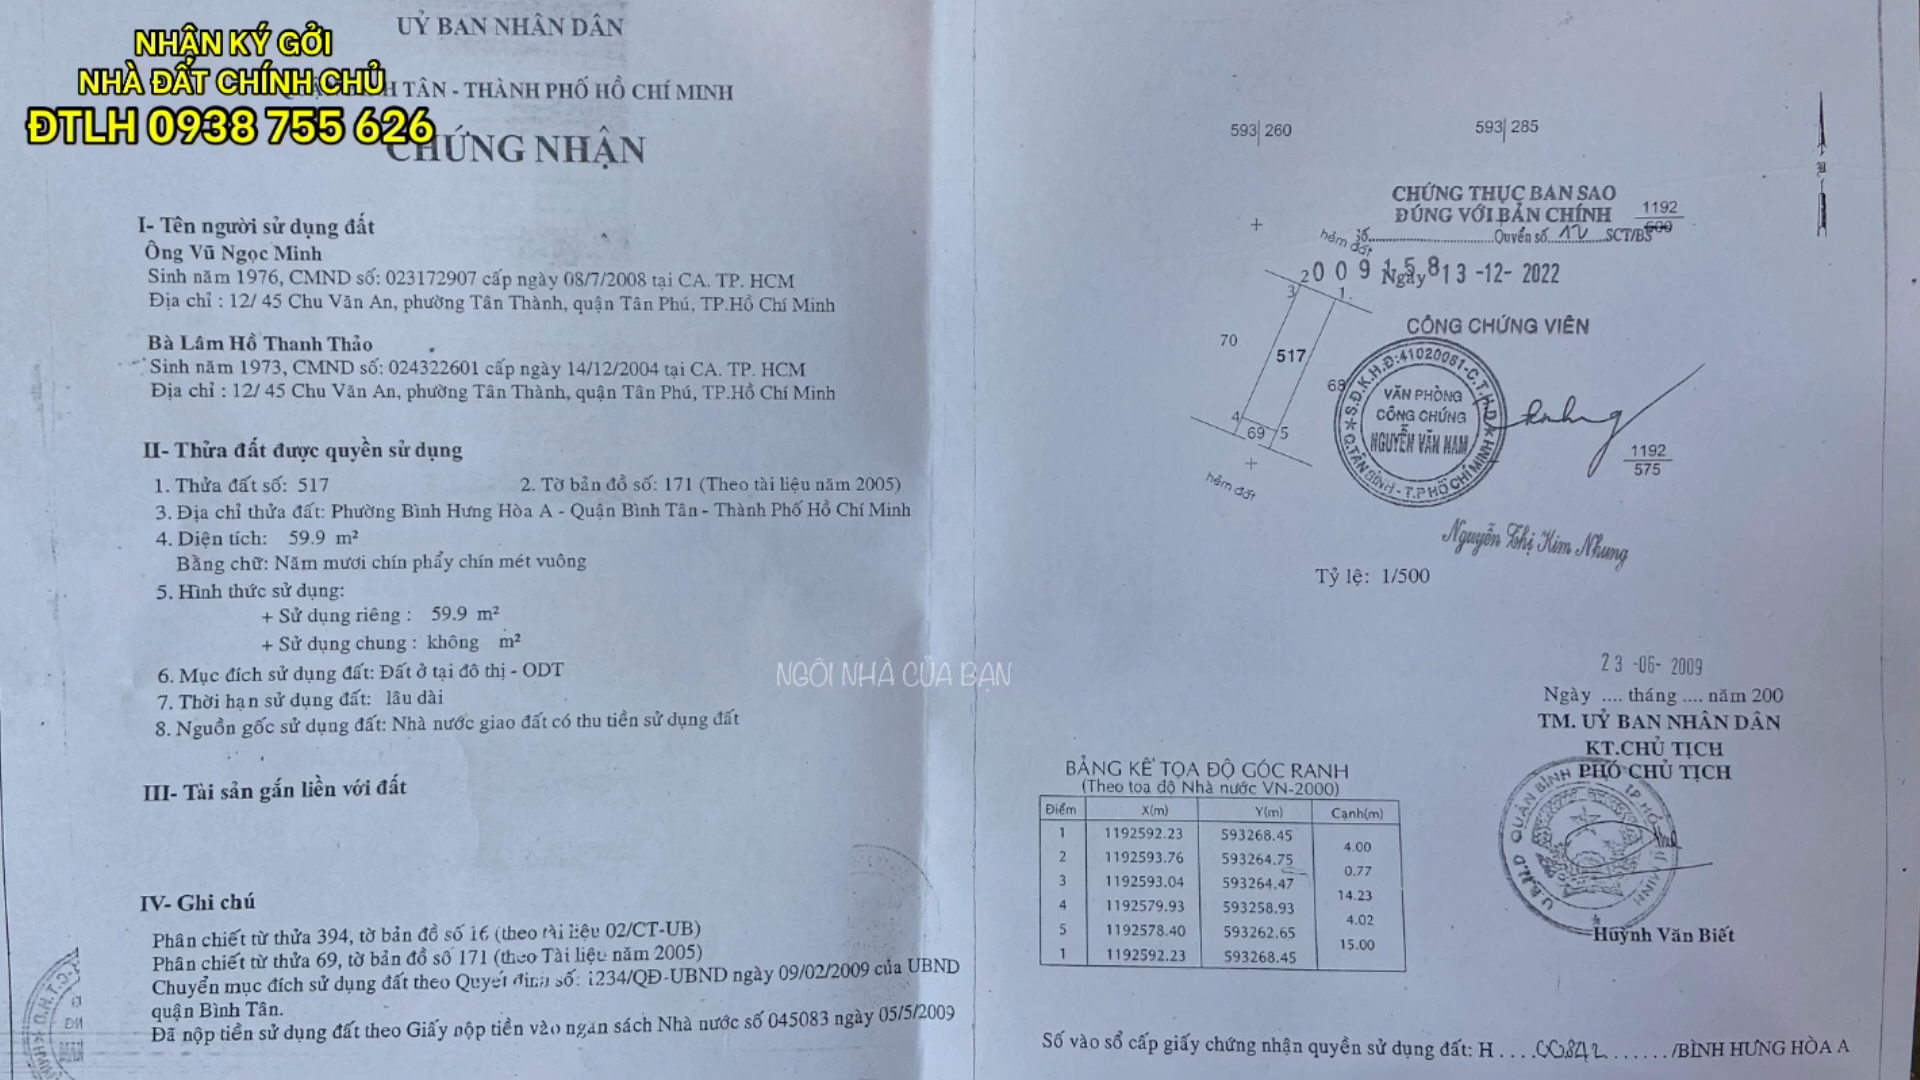 NHẬN KÝ GỞI
NHÀ ĐẤT CHÍNH CHỦ
ĐTLH 0938 755 626
UỶ BAN NHÂN DÂN
TÂN - THÀNH PHỐ HỒ CHÍ MINH
CHỨNG NHẬN
I- Tên người sử dụng đất
Ông Vũ Ngọc Minh
Sinh năm 1976, CMND số: 023172907 cấp ngày 08/7/2008 tại CA. TP. HCM
Địa chỉ : 12/ 45 Chu Văn An, phường Tân Thành, quận Tân Phú, TP.Hồ Chí Minh
Bà Lâm Hồ Thanh Thảo
Sinh năm 1973, CMND số: 024322601 cấp ngày 14/12/2004 tại CA. TP. HCM
Địa chỉ : 12/ 45 Chu Văn An, phường Tân Thành, quận Tân Phú, TP.Hồ Chí Minh
II- Thửa đất được quyền sử dụng
1. Thửa đất số: 517 2. Tờ bản đồ số: 171 (Theo tài liệu năm 2005)
3. Địa chỉ thửa đất: Phường Bình Hưng Hòa A - Quận Bình Tân - Thành Phố Hồ Chí Minh
4. Diện tích: 59.9 m²
Bằng chữ: Năm mươi chín phẩy chín mét vuông
5. Hình thức sử dụng:
+ Sử dụng riêng : 59.9 m²
+ Sử dụng chung : không m²
6. Mục đích sử dụng đất: Đất ở tại đô thị - ODT
7. Thời hạn sử dụng đất: lâu dài
8. Nguồn gốc sử dụng đất: Nhà nước giao đất có thu tiền sử dụng đất
III- Tài sản gắn liền với đất
IV- Ghi chú
Phân chiết từ thửa 394, tờ bản đồ số 16 (theo tài liệu 02/CT-UB)
Phân chiết từ thửa 69, tờ bản đồ số 171 (theo Tài liệu năm 2005)
Chuyển mục đích sử dụng đất theo Quyết định số: 1234/QĐ-UBND ngày 09/02/2009 của UBND
quận Bình Tân.
Đã nộp tiền sử dụng đất theo Giấy nộp tiền vào ngân sách Nhà nước số 045083 ngày 05/5/2009
NGÔI NHÀ CỦA BẠN
593 260
593 285
CHỨNG THỰC BẢN SAO
ĐÚNG VỚI BẢN CHÍNH
1192
600
Số Quyển số 12 SCT/BS
hẻm đất
009158 Ngày 13 -12- 2022
2
3
1
CÔNG CHỨNG VIÊN
70
517
68
4
69
5
hẻm đất
S.Đ.K.H.Đ:41020081-C.T.H.D
VĂN PHÒNG
CÔNG CHỨNG
NGUYỄN VĂN NAM
Q.TÂN BÌNH - T.P HỒ CHÍ MINH
1192
575
Nguyễn Thị Kim Nhung
Tỷ lệ: 1/500
23 -06- 2009
Ngày .... tháng .... năm 200
TM. UỶ BAN NHÂN DÂN
KT.CHỦ TỊCH
PHÓ CHỦ TỊCH
U.B.N.D QUẬN BÌNH
T.P HỒ
MINH
Huỳnh Văn Biết
BẢNG KÊ TỌA ĐỘ GÓC RANH
(Theo toạ độ Nhà nước VN-2000)
Điểm X(m) Y(m) Cạnh(m)
1 1192592.23 593268.45
4.00
2 1192593.76 593264.75
0.77
3 1192593.04 593264.47
14.23
4 1192579.93 593258.93
4.02
5 1192578.40 593262.65
15.00
1 1192592.23 593268.45
Số vào sổ cấp giấy chứng nhận quyền sử dụng đất: H ....00842....../BÌNH HƯNG HÒA A